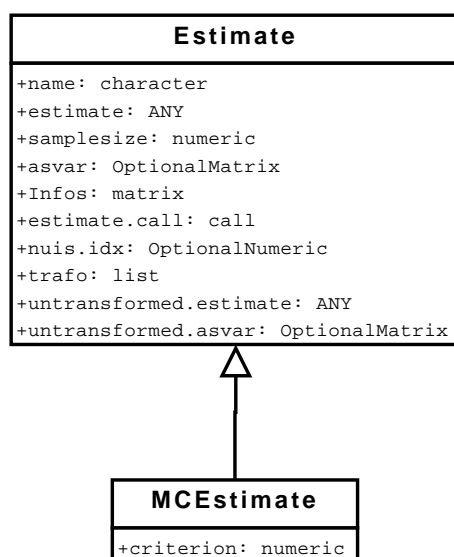 Estimate
+name: character
+estimate: ANY
+samplesize: numeric
+asvar: OptionalMatrix
+Infos: matrix
+estimate.call: call
+nuis.idx: OptionalNumeric
+trafo: list
+untransformed.estimate: ANY
+untransformed.asvar: OptionalMatrix
MCEstimate
+criterion: numeric